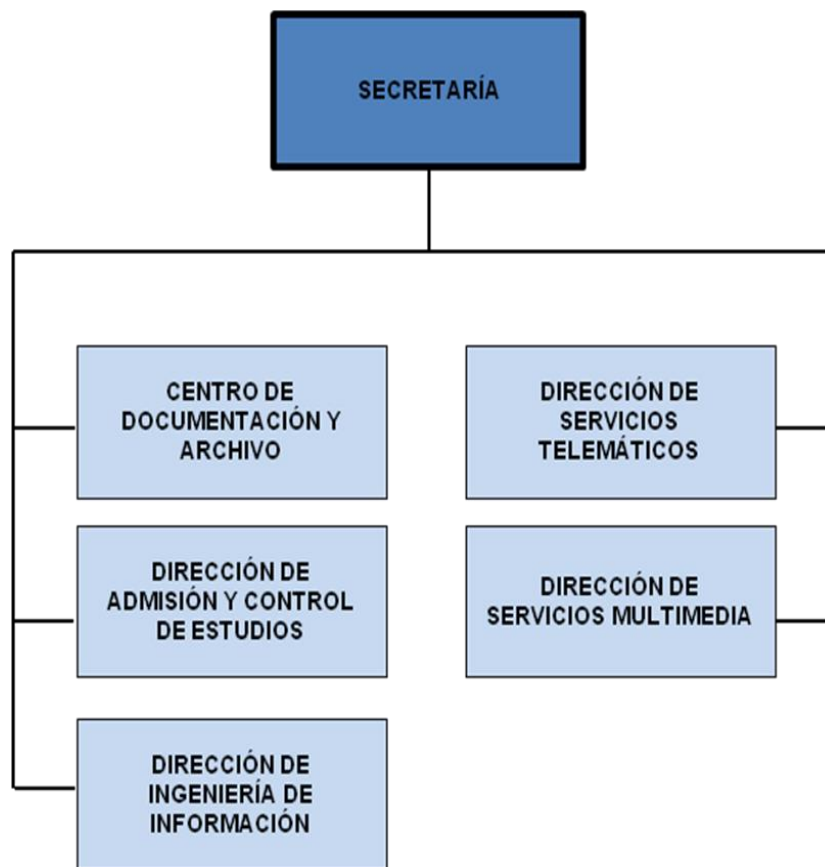 SECRETARÍA
CENTRO DE
DOCUMENTACIÓN Y
ARCHIVO
DIRECCIÓN DE
ADMISIÓN Y CONTROL
DE ESTUDIOS
DIRECCIÓN DE
INGENIERÍA DE
INFORMACIÓN
DIRECCIÓN DE
SERVICIOS
TELEMÁTICOS
DIRECCIÓN DE
SERVICIOS MULTIMEDIA